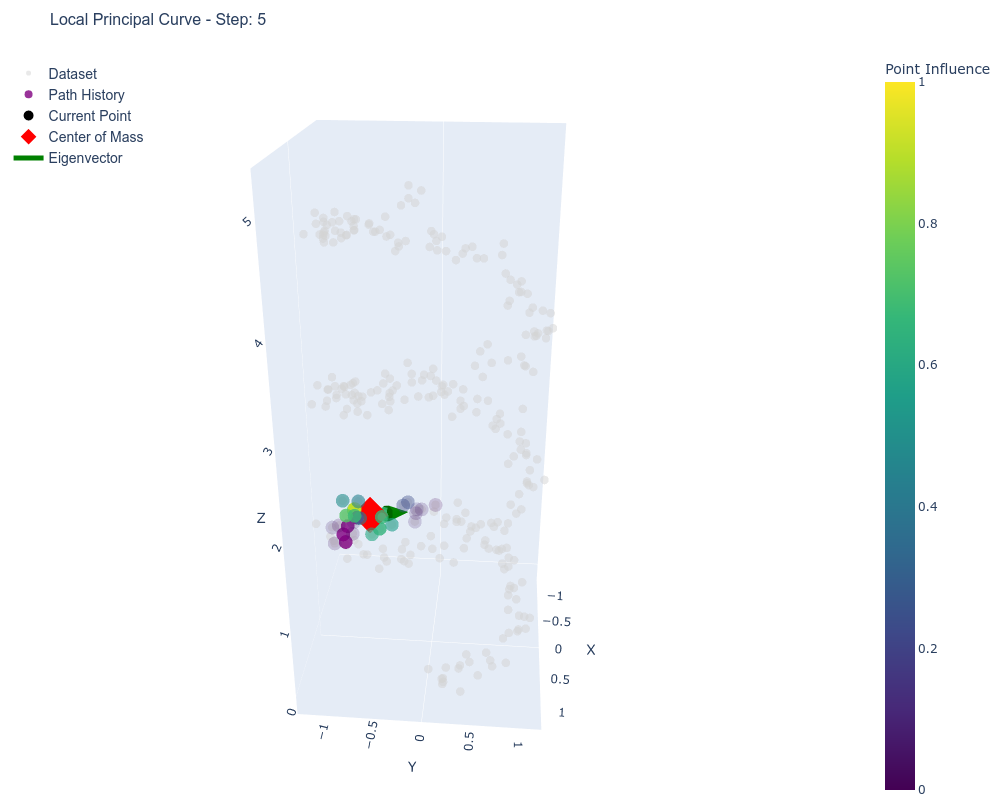 Local Principal Curve - Step: 5
Dataset
Path History
Current Point
Center of Mass
Eigenvector
Point Influence
1
0.8
0.6
0.4
0.2
0
5
4
3
Z
2
1
0
−1
−0.5
0
X
0.5
1
−1
−0.5
0
0.5
1
Y